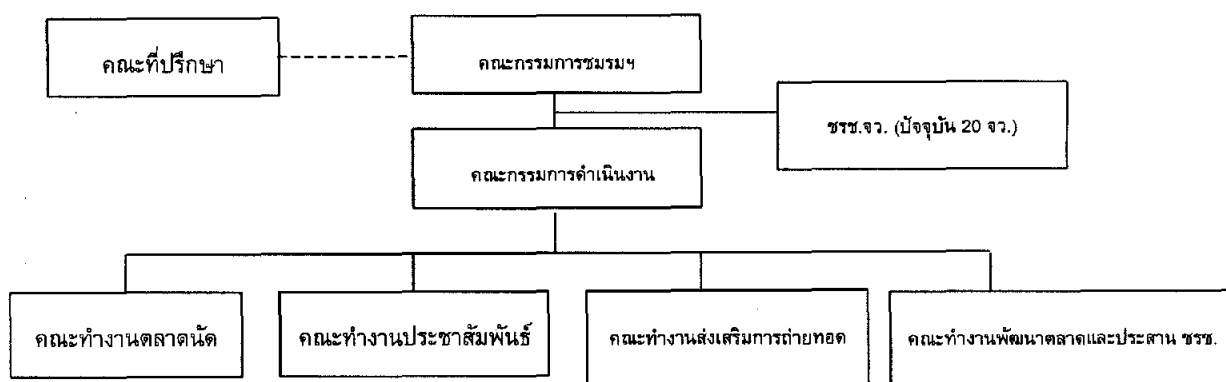 คณะที่ปรึกษา
คณะกรรมการชมรมฯ
ชรช.จว. (ปัจจุบัน 20 จว.)
คณะกรรมการดำเนินงาน
คณะทำงานตลาดนัด
คณะทำงานประชาสัมพันธ์
คณะทำงานส่งเสริมการถ่ายทอด
คณะทำงานพัฒนาตลาดและประสาน ชรช.